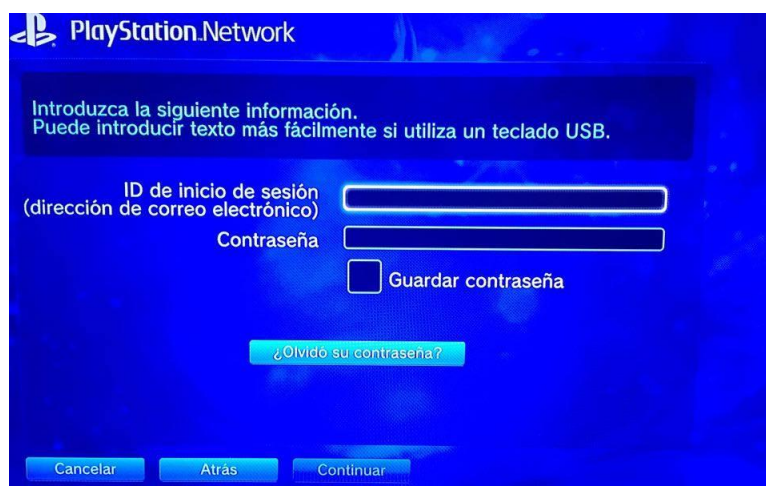 PlayStation.Network
Introduzca la siguiente información.
Puede introducir texto más fácilmente si utiliza un teclado USB.
ID de inicio de sesión
(dirección de correo electrónico)
Contraseña
Guardar contraseña
¿Olvidó su contraseña?
Cancelar
Atrás
Continuar